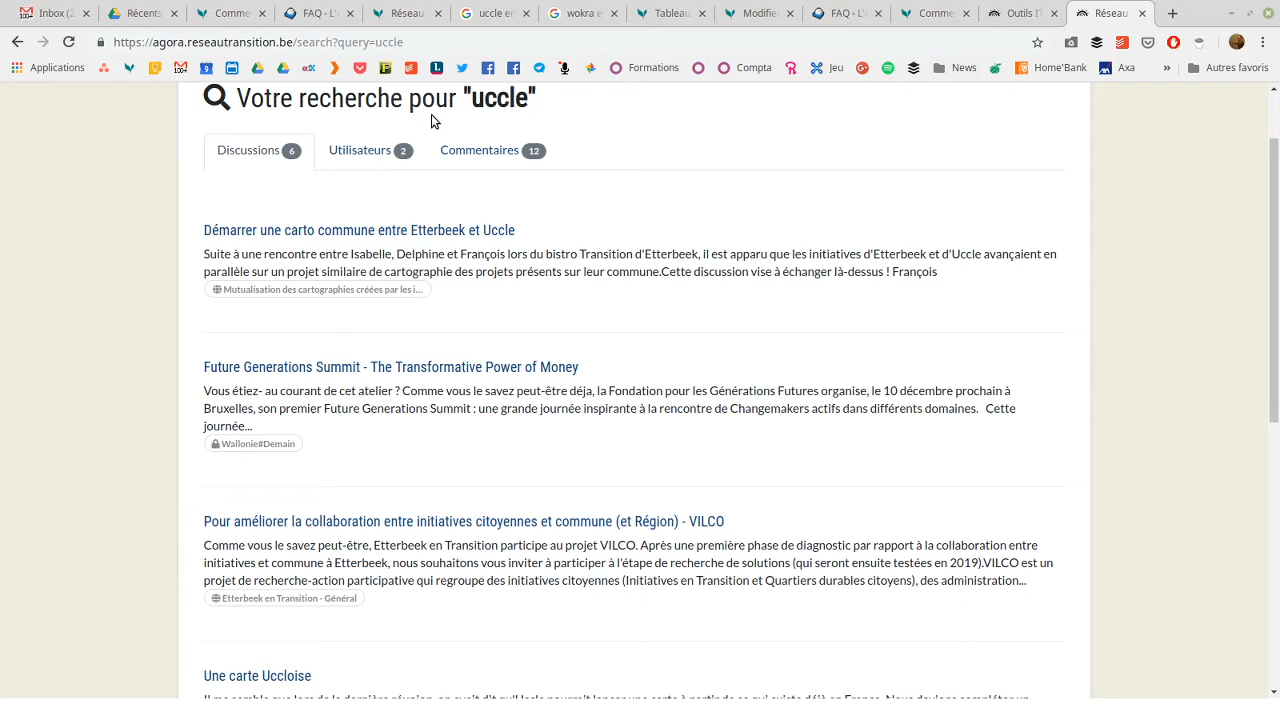 Inbox (2
Récents
Comme
FAQ - L'e
Réseau
uccle en
wokra e
Tableau
Modifie
FAQ - L'e
Comme
Outils I
Réseau
https://agora.reseautransition.be/search?query=uccle
Applications
Formations
Compta
Jeu
News
Home'Bank
Axa
»
Autres favoris
Votre recherche pour "uccle"
Discussions 6
Utilisateurs 2
Commentaires 12
Démarrer une carto commune entre Etterbeek et Uccle
Suite à une rencontre entre Isabelle, Delphine et François lors du bistro Transition d'Etterbeek, il est apparu que les initiatives d'Etterbeek et d'Uccle avançaient en
parallèle sur un projet similaire de cartographie des projets présents sur leur commune.Cette discussion vise à échanger là-dessus ! François
Mutualisation des cartographies créées par les i...
Future Generations Summit - The Transformative Power of Money
Vous étiez- au courant de cet atelier ? Comme vous le savez peut-être déja, la Fondation pour les Générations Futures organise, le 10 décembre prochain à
Bruxelles, son premier Future Generations Summit : une grande journée inspirante à la rencontre de Changemakers actifs dans différents domaines. Cette
journée...
Wallonie#Demain
Pour améliorer la collaboration entre initiatives citoyennes et commune (et Région) - VILCO
Comme vous le savez peut-être, Etterbeek en Transition participe au projet VILCO. Après une première phase de diagnostic par rapport à la collaboration entre
initiatives et commune à Etterbeek, nous souhaitons vous inviter à participer à l'étape de recherche de solutions (qui seront ensuite testées en 2019).VILCO est un
projet de recherche-action participative qui regroupe des initiatives citoyennes (Initiatives en Transition et Quartiers durables citoyens), des administration...
Etterbeek en Transition - Général
Une carte Uccloise